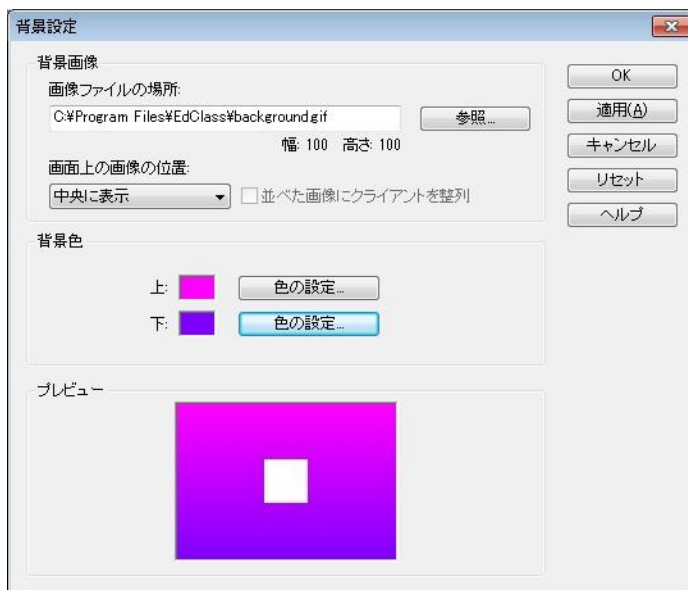 背景設定
背景画像
画像ファイルの場所:
C:¥Program Files¥EdClass¥background.gif
参照...
幅: 100 高さ: 100
画面上の画像の位置:
中央に表示
並べた画像にクライアントを整列
背景色
上:
色の設定...
下:
色の設定...
プレビュー
OK
適用(A)
キャンセル
リセット
ヘルプ